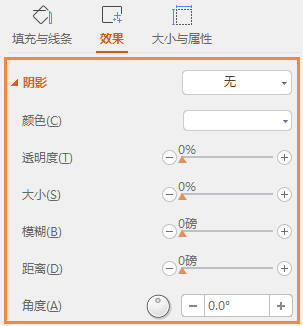 填充与线条 效果 大小与属性
阴影 无
颜色(C)
透明度(T) 0%
大小(S) 0%
模糊(B) 0磅
距离(D) 0磅
角度(A) 0.0°